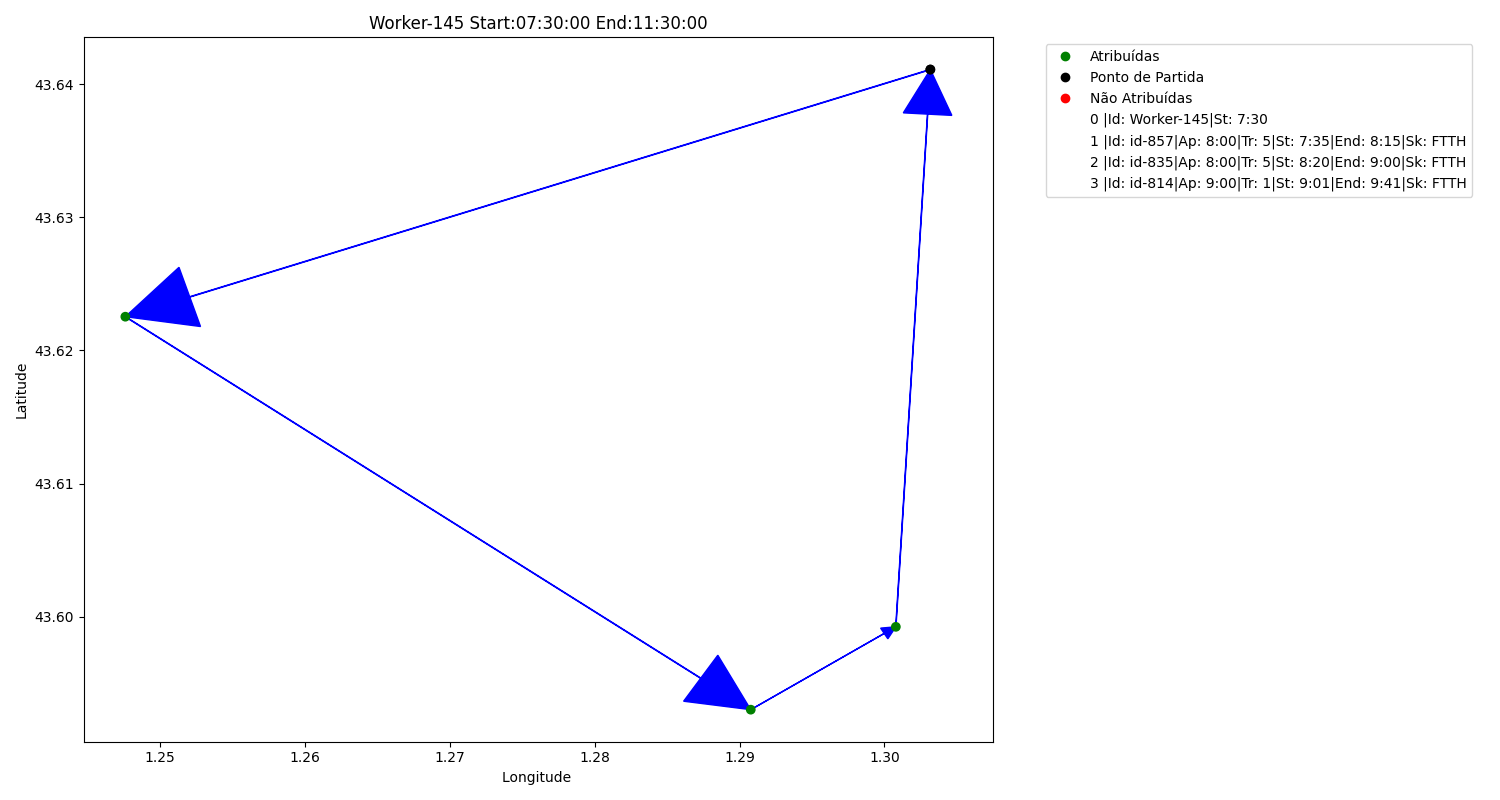 Worker-145 Start:07:30:00 End:11:30:00
Atribuídas
Ponto de Partida
Não Atribuídas
0 |Id: Worker-145|St: 7:30
1 |Id: id-857|Ap: 8:00|Tr: 5|St: 7:35|End: 8:15|Sk: FTTH
2 |Id: id-835|Ap: 8:00|Tr: 5|St: 8:20|End: 9:00|Sk: FTTH
3 |Id: id-814|Ap: 9:00|Tr: 1|St: 9:01|End: 9:41|Sk: FTTH
43.64
43.63
43.62
43.61
43.60
Latitude
1.25 1.26 1.27 1.28 1.29 1.30
Longitude